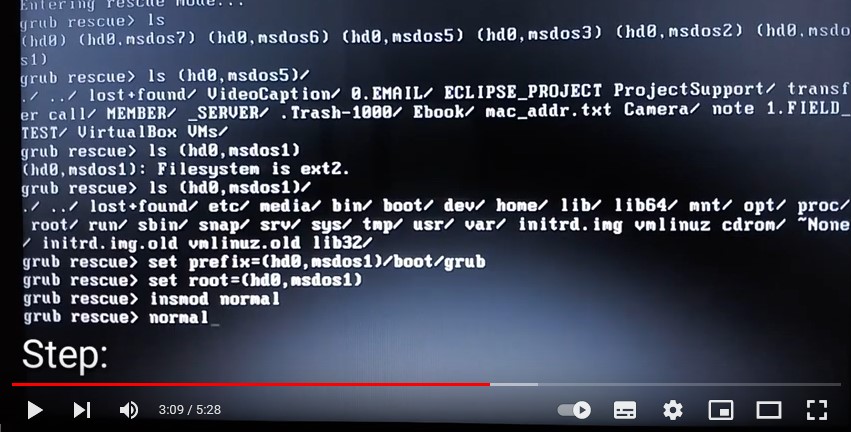 Entering rescue mode...
grub rescue> ls
(hd0) (hd0,msdos7) (hd0,msdos6) (hd0,msdos5) (hd0,msdos3) (hd0,msdos2) (hd0,msdo
s1)
grub rescue> ls (hd0,msdos5)/
./ ../ lost+found/ VideoCaption/ 0.EMAIL/ ECLIPSE_PROJECT ProjectSupport/ transf
er call/ MEMBER/ _SERVER/ .Trash-1000/ Ebook/ mac_addr.txt Camera/ note 1.FIELD_
TEST/ VirtualBox VMs/
grub rescue> ls (hd0,msdos1)
(hd0,msdos1): Filesystem is ext2.
grub rescue> ls (hd0,msdos1)/
./ ../ lost+found/ etc/ media/ bin/ boot/ dev/ home/ lib/ lib64/ mnt/ opt/ proc/
root/ run/ sbin/ snap/ srv/ sys/ tmp/ usr/ var/ initrd.img vmlinuz cdrom/ ~None
/ initrd.img.old vmlinuz.old lib32/
grub rescue> set prefix=(hd0,msdos1)/boot/grub
grub rescue> set root=(hd0,msdos1)
grub rescue> insmod normal
grub rescue> normal_
Step:
3:09 / 5:28